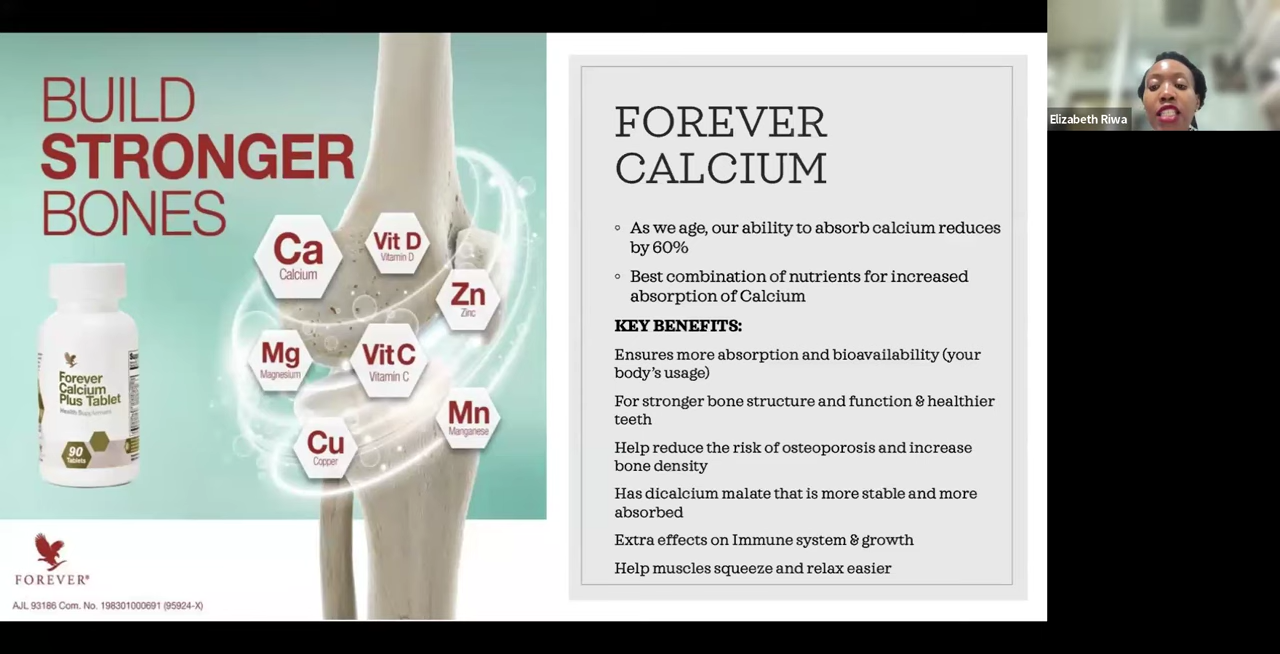 BUILD
STRONGER
BONES
Ca
Calcium
Vit D
Vitamin D
Zn
Zinc
Mg
Magnesium
Vit C
Vitamin C
Mn
Manganese
Cu
Copper
Forever
Calcium
Plus Tablet
Health Supplement
90
Tablets
FOREVER®
AJL 93186 Com. No. 198301000691 (95924-X)
FOREVER
CALCIUM
◦ As we age, our ability to absorb calcium reduces
by 60%
◦ Best combination of nutrients for increased
absorption of Calcium
KEY BENEFITS:
Ensures more absorption and bioavailability (your
body's usage)
For stronger bone structure and function & healthier
teeth
Help reduce the risk of osteoporosis and increase
bone density
Has dicalcium malate that is more stable and more
absorbed
Extra effects on Immune system & growth
Help muscles squeeze and relax easier
Elizabeth Riwa